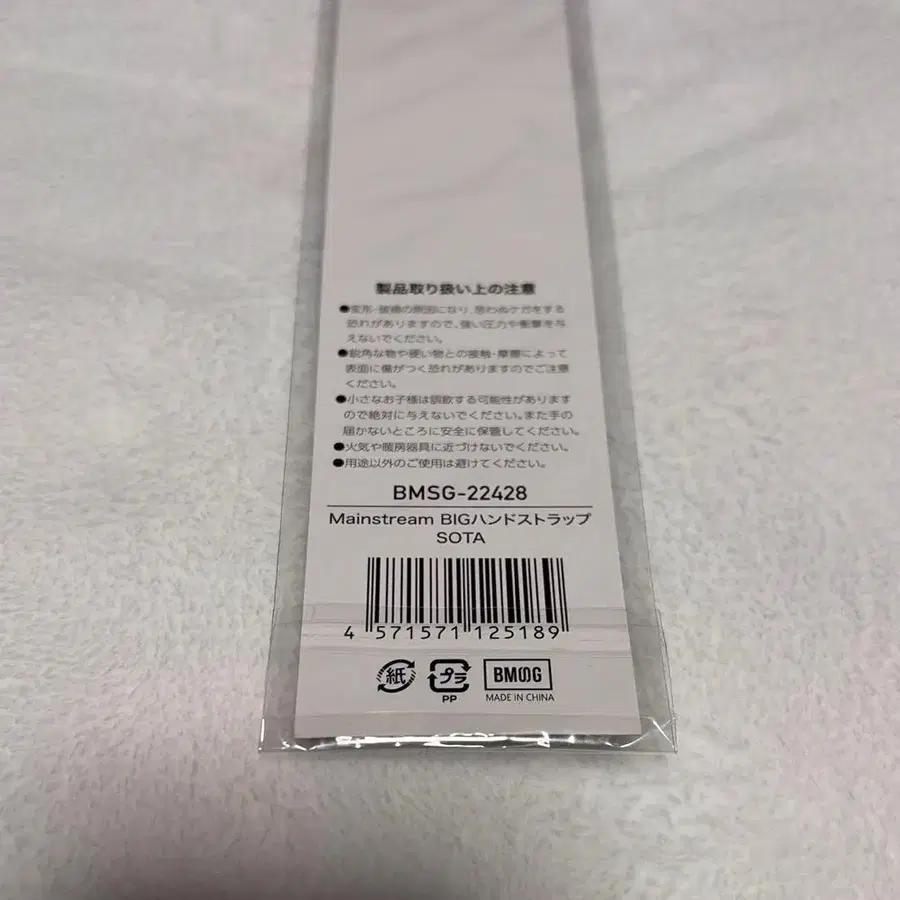 製品取り扱い上の注意
●変形・破損の原因になり、思わぬケガをする
恐れがありますので、強い圧力や衝撃を与
えないでください。
●鋭角な物や硬い物との接触・摩擦によって
表面に傷がつく恐れがありますのでご注意
ください。
●小さなお子様は誤飲する可能性があります
ので絶対に与えないでください。また手の
届かないところに安全に保管してください。
●火気や暖房器具に近づけないでください。
●用途以外のご使用は避けてください。
BMSG-22428
Mainstream BIGハンドストラップ
SOTA
4 571571 125189
紙 プラ BMSG
PP MADE IN CHINA